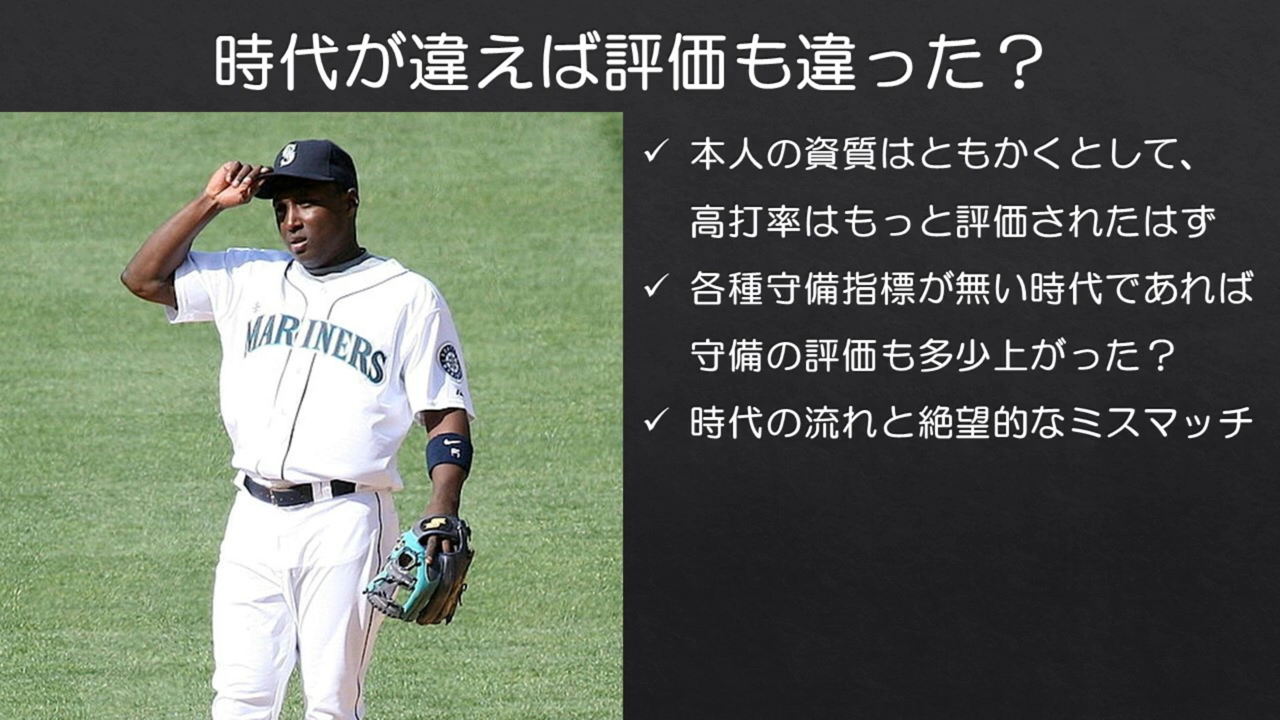 時代が違えば評価も違った？
✓ 本人の資質はともかくとして、
高打率はもっと評価されたはず
✓ 各種守備指標が無い時代であれば
守備の評価も多少上がった？
✓ 時代の流れと絶望的なミスマッチ
S
MARINERS